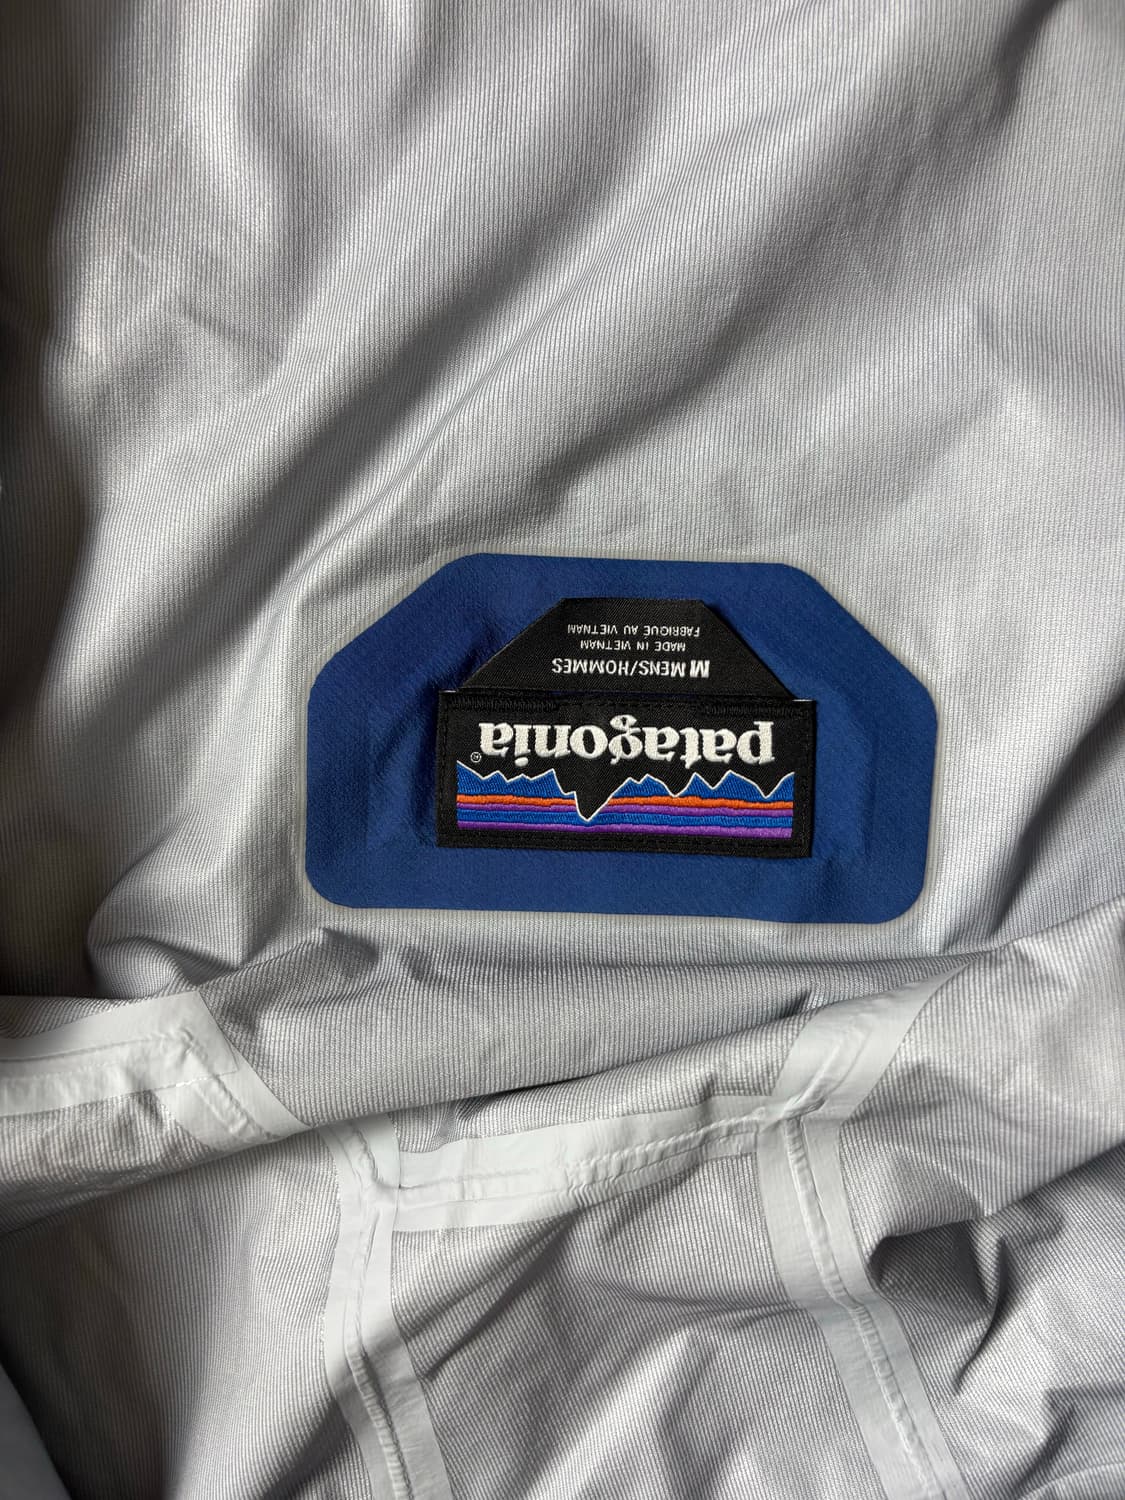 patagonia®
M MENS/HOMMES
MADE IN VIETNAM
FABRIQUÉ AU VIETNAM